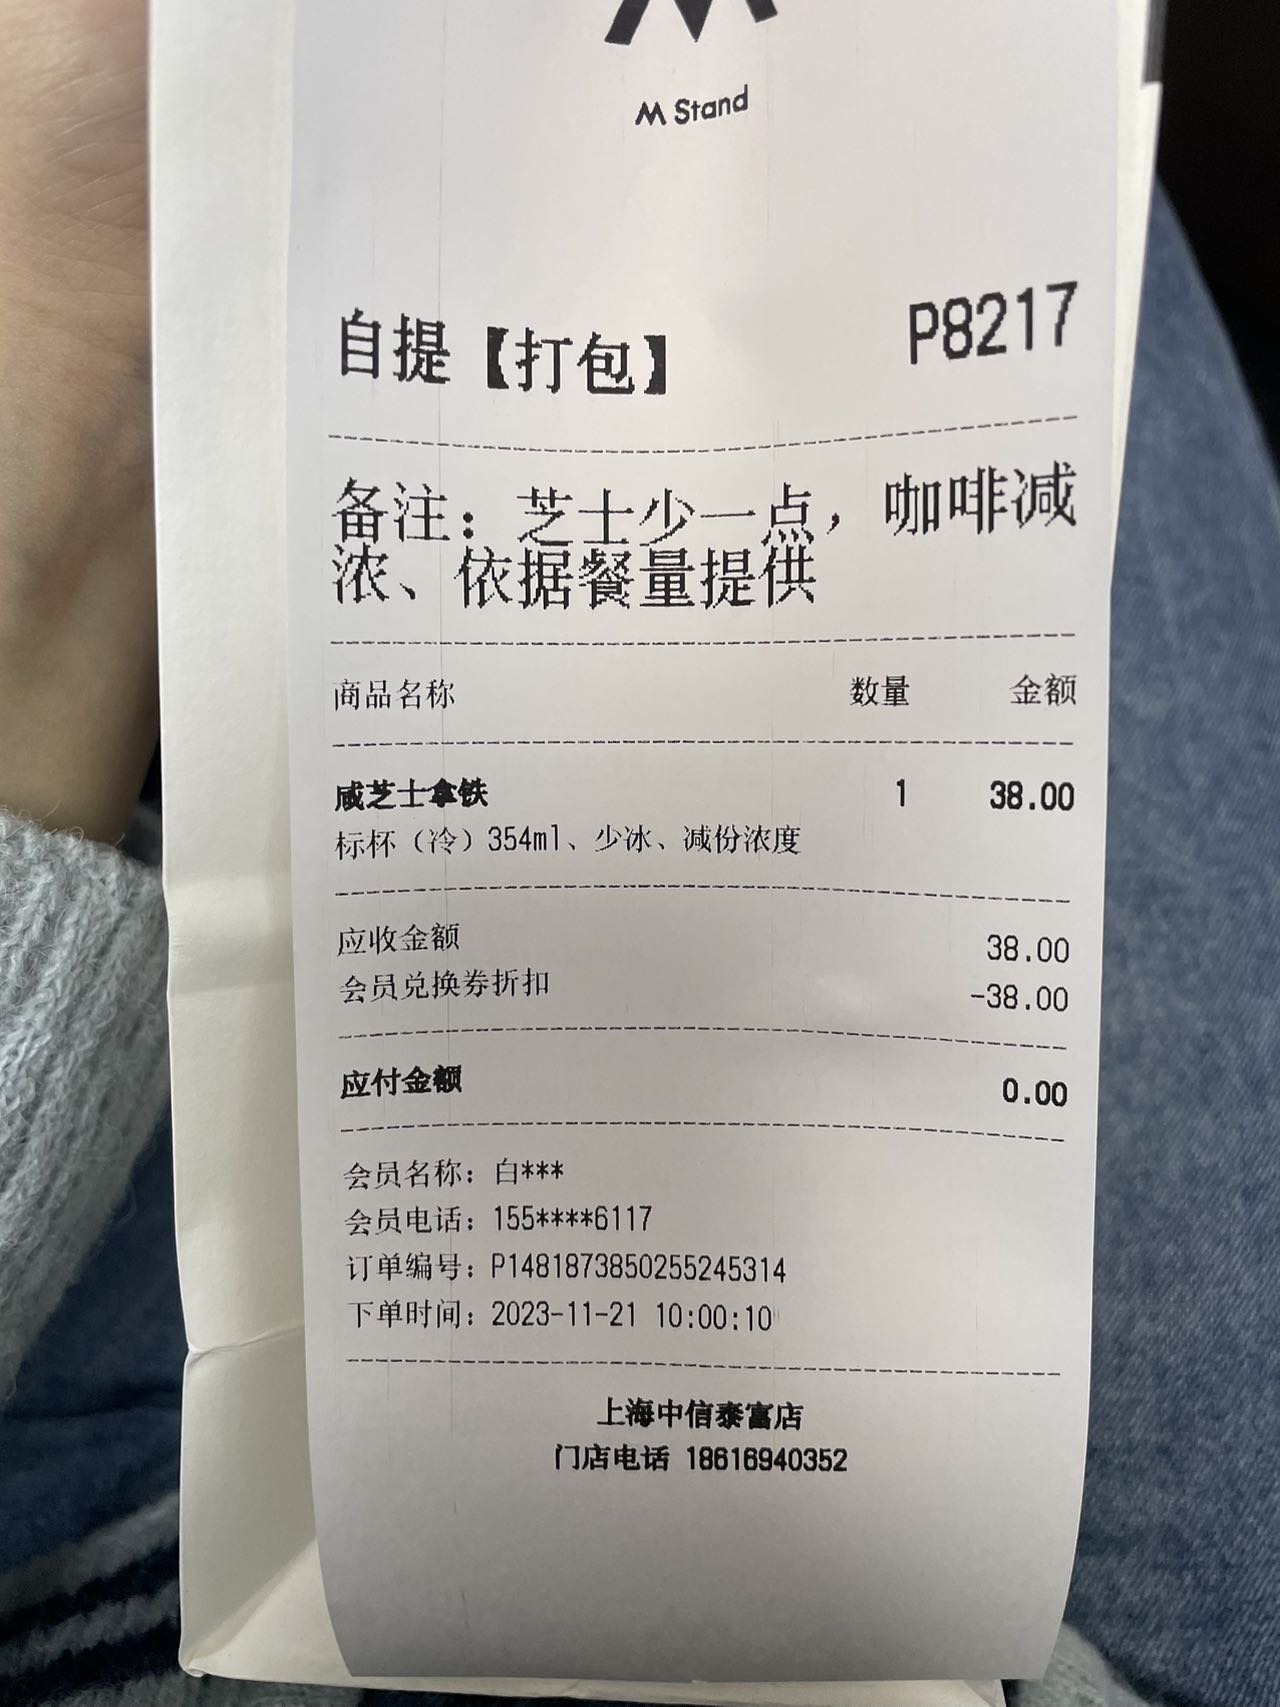 M Stand
自提【打包】 P8217
备注：芝士少一点，咖啡减
浓、依据餐量提供
商品名称 数量 金额
咸芝士拿铁 1 38.00
标杯（冷）354ml、少冰、减份浓度
应收金额 38.00
会员兑换券折扣 -38.00
应付金额 0.00
会员名称：白***
会员电话：155****6117
订单编号：P1481873850255245314
下单时间：2023-11-21 10:00:10
上海中信泰富店
门店电话 18616940352